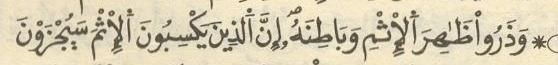 * وَذَرُوا۟ ظَٰهِرَ ٱلْإِثْمِ وَبَاطِنَهُۥٓۖ إِنَّ ٱلَّذِينَ يَكْسِبُونَ ٱلْإِثْمَ سَيُجْزَوْنَ